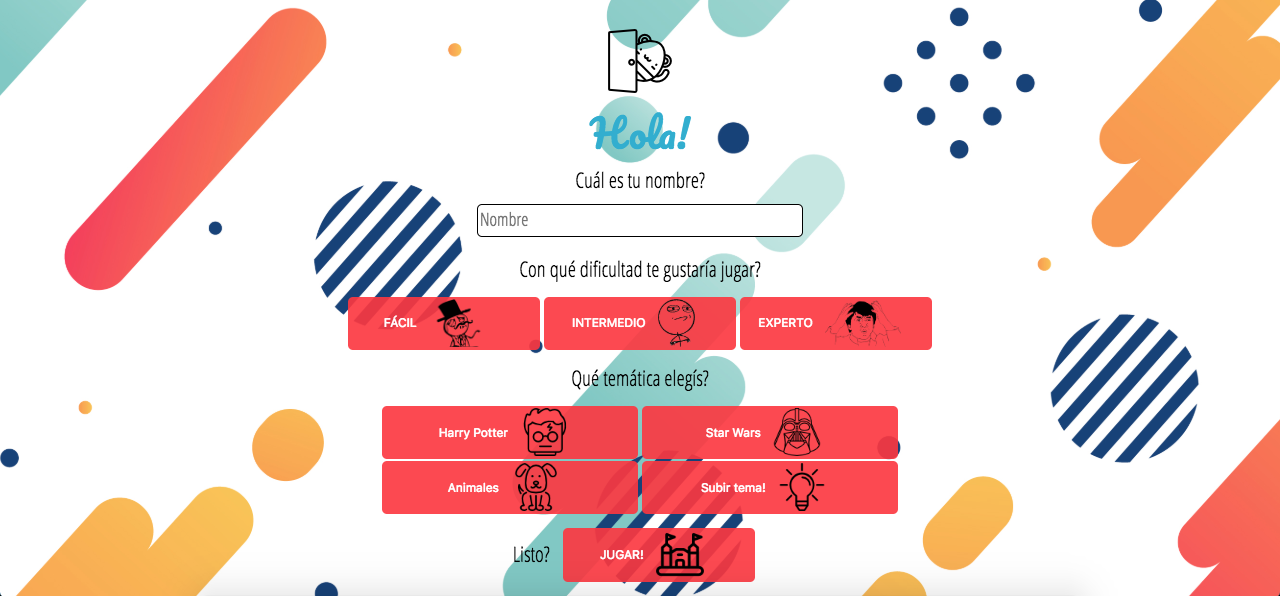 Hola!
Cuál es tu nombre?
Nombre
Con qué dificultad te gustaría jugar?
FÁCIL INTERMEDIO EXPERTO
Qué temática elegís?
Harry Potter Star Wars
Animales Subir tema!
Listo? JUGAR!